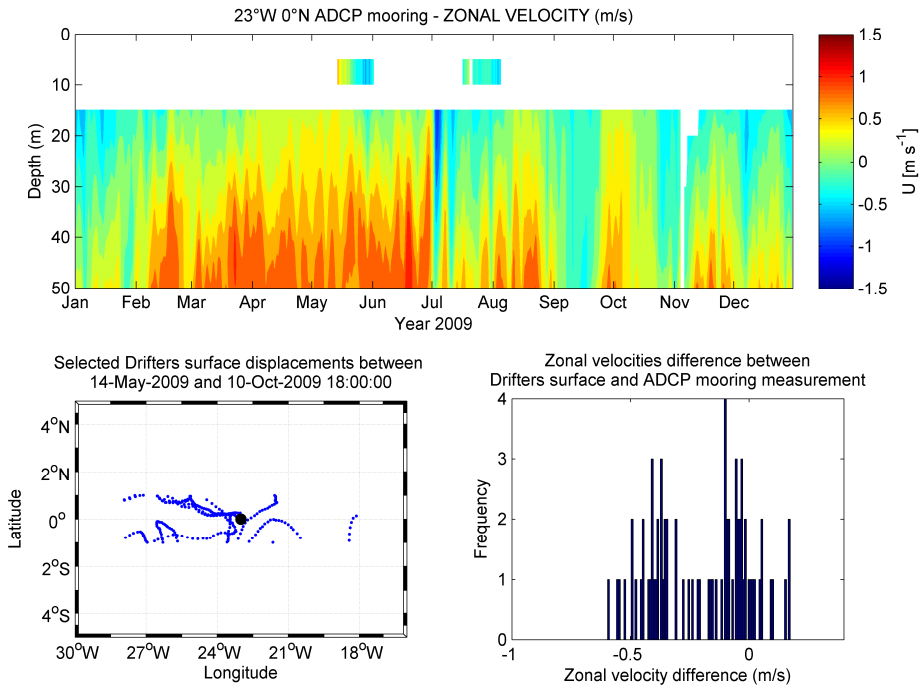 23°W 0°N ADCP mooring - ZONAL VELOCITY (m/s)
0
10
20
30
40
50
Depth (m)
Jan Feb Mar Apr May Jun Jul Aug Sep Oct Nov Dec
Year 2009
1.5
1
0.5
0
-0.5
-1
-1.5
U [m s-1]
Selected Drifters surface displacements between
14-May-2009 and 10-Oct-2009 18:00:00
4°N
2°N
0°
2°S
4°S
Latitude
30°W 27°W 24°W 21°W 18°W
Longitude
Zonal velocities difference between
Drifters surface and ADCP mooring measurement
4
3
2
1
0
Frequency
-1 -0.5 0
Zonal velocity difference (m/s)